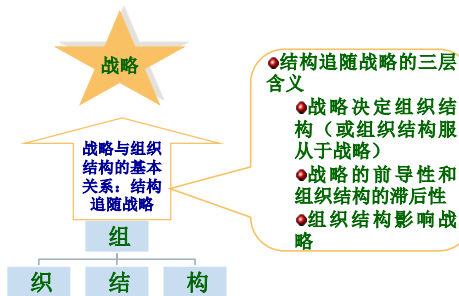 战略
战略与组织
结构的基本
关系：结构
追随战略
组
织 结 构
结构追随战略的三层
含义
战略决定组织结
构（或组织结构服
从于战略）
战略的前导性和
组织结构的滞后性
组织结构影响战
略